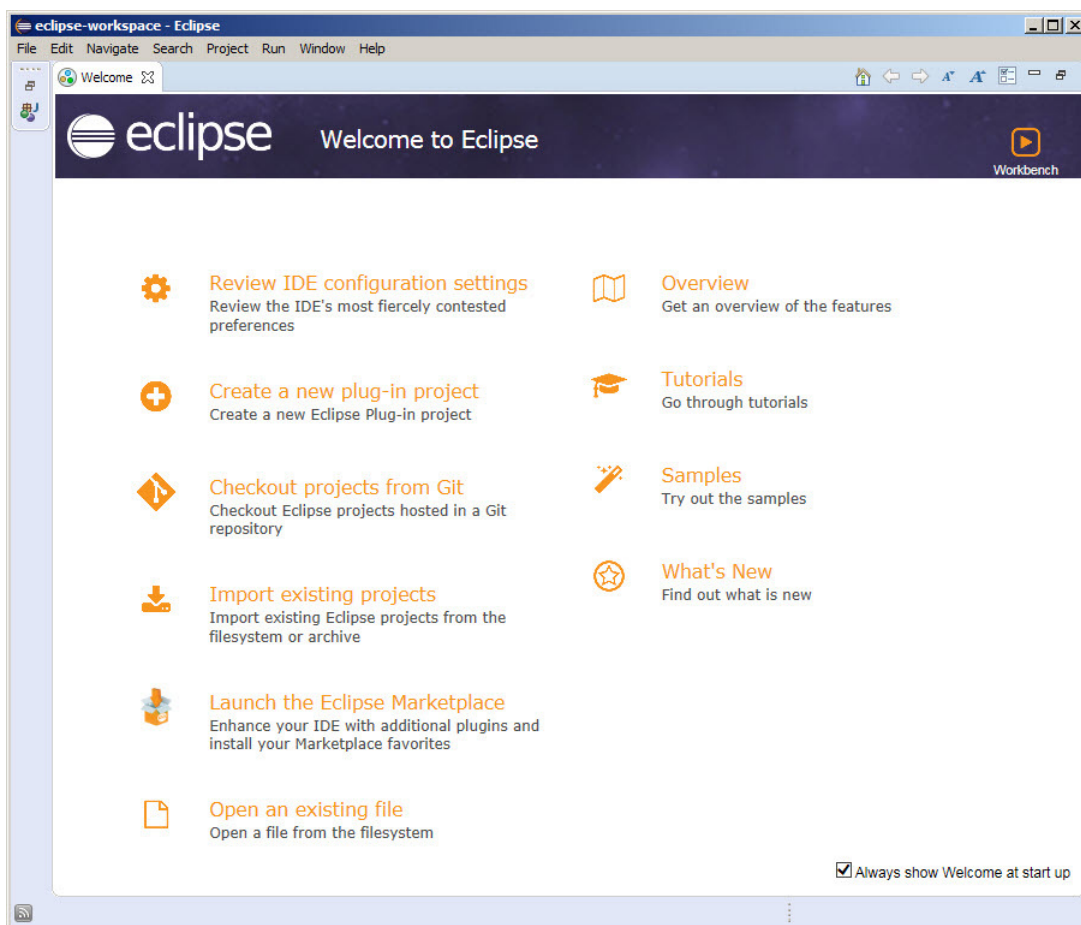 eclipse-workspace - Eclipse
File Edit Navigate Search Project Run Window Help
Welcome
eclipse Welcome to Eclipse
Workbench
Review IDE configuration settings
Review the IDE's most fiercely contested
preferences
Create a new plug-in project
Create a new Eclipse Plug-in project
Checkout projects from Git
Checkout Eclipse projects hosted in a Git
repository
Import existing projects
Import existing Eclipse projects from the
filesystem or archive
Launch the Eclipse Marketplace
Enhance your IDE with additional plugins and
install your Marketplace favorites
Open an existing file
Open a file from the filesystem
Overview
Get an overview of the features
Tutorials
Go through tutorials
Samples
Try out the samples
What's New
Find out what is new
Always show Welcome at start up